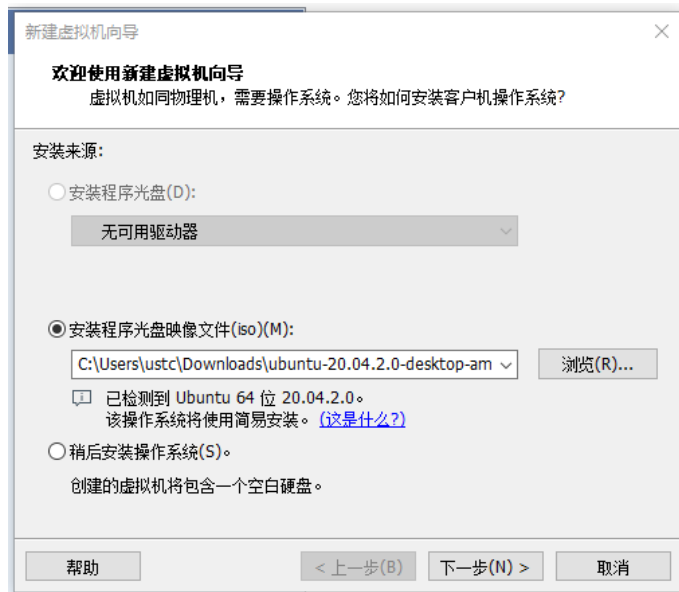 新建虚拟机向导
欢迎使用新建虚拟机向导
虚拟机如同物理机，需要操作系统。您将如何安装客户机操作系统?
安装来源:
安装程序光盘(D):
无可用驱动器
安装程序光盘映像文件(iso)(M):
C:\Users\ustc\Downloads\ubuntu-20.04.2.0-desktop-am
浏览(R)...
已检测到 Ubuntu 64 位 20.04.2.0。
该操作系统将使用简易安装。 (这是什么?)
稍后安装操作系统(S)。
创建的虚拟机将包含一个空白硬盘。
帮助
< 上一步(B)
下一步(N) >
取消